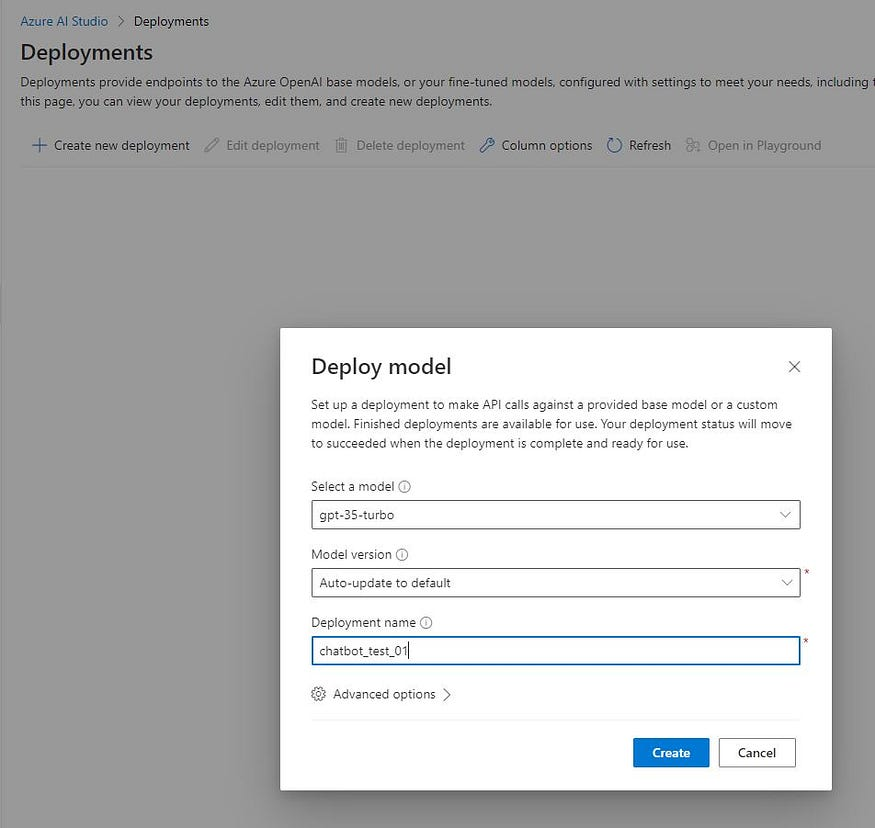 Azure AI Studio > Deployments
Deployments
Deployments provide endpoints to the Azure OpenAI base models, or your fine-tuned models, configured with settings to meet your needs, including
this page, you can view your deployments, edit them, and create new deployments.
Create new deployment Edit deployment Delete deployment Column options Refresh Open in Playground
Deploy model
Set up a deployment to make API calls against a provided base model or a custom
model. Finished deployments are available for use. Your deployment status will move
to succeeded when the deployment is complete and ready for use.
Select a model
gpt-35-turbo
Model version
Auto-update to default *
Deployment name
chatbot_test_01 *
Advanced options
Create Cancel